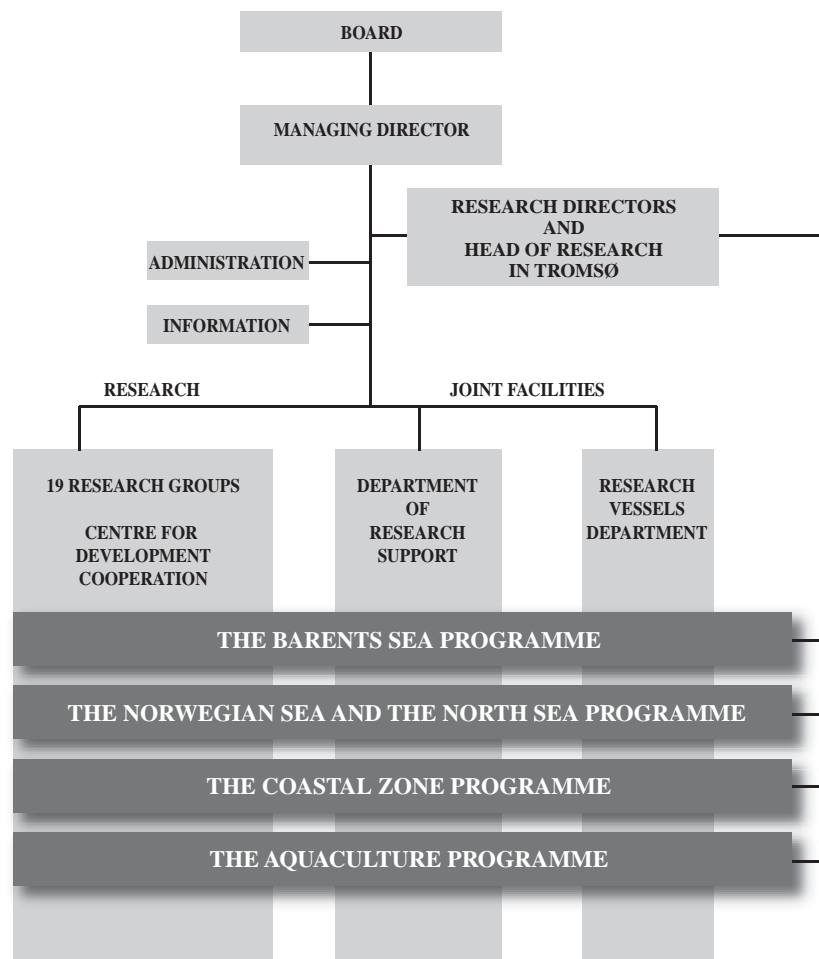 BOARD
MANAGING DIRECTOR
RESEARCH DIRECTORS
AND
HEAD OF RESEARCH
IN TROMSØ
ADMINISTRATION
INFORMATION
RESEARCH
JOINT FACILITIES
19 RESEARCH GROUPS
CENTRE FOR
DEVELOPMENT
COOPERATION
DEPARTMENT
OF
RESEARCH
SUPPORT
RESEARCH
VESSELS
DEPARTMENT
THE BARENTS SEA PROGRAMME
THE NORWEGIAN SEA AND THE NORTH SEA PROGRAMME
THE COASTAL ZONE PROGRAMME
THE AQUACULTURE PROGRAMME